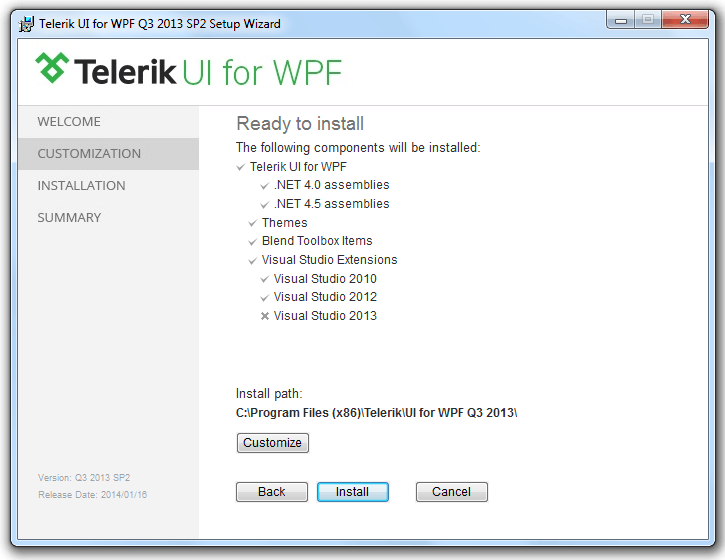 Telerik UI for WPF Q3 2013 SP2 Setup Wizard
Telerik UI for WPF
WELCOME
CUSTOMIZATION
INSTALLATION
SUMMARY
Version: Q3 2013 SP2
Release Date: 2014/01/16
Ready to install
The following components will be installed:
Telerik UI for WPF
.NET 4.0 assemblies
.NET 4.5 assemblies
Themes
Blend Toolbox Items
Visual Studio Extensions
Visual Studio 2010
Visual Studio 2012
Visual Studio 2013
Install path:
C:\Program Files (x86)\Telerik\UI for WPF Q3 2013\
Customize
Back Install Cancel